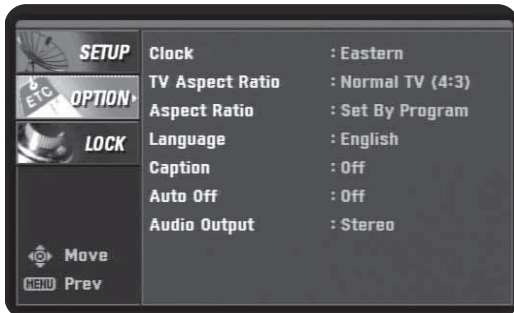 SETUP
ETC OPTION
LOCK
Clock : Eastern
TV Aspect Ratio : Normal TV (4:3)
Aspect Ratio : Set By Program
Language : English
Caption : Off
Auto Off : Off
Audio Output : Stereo
Move
MENU Prev